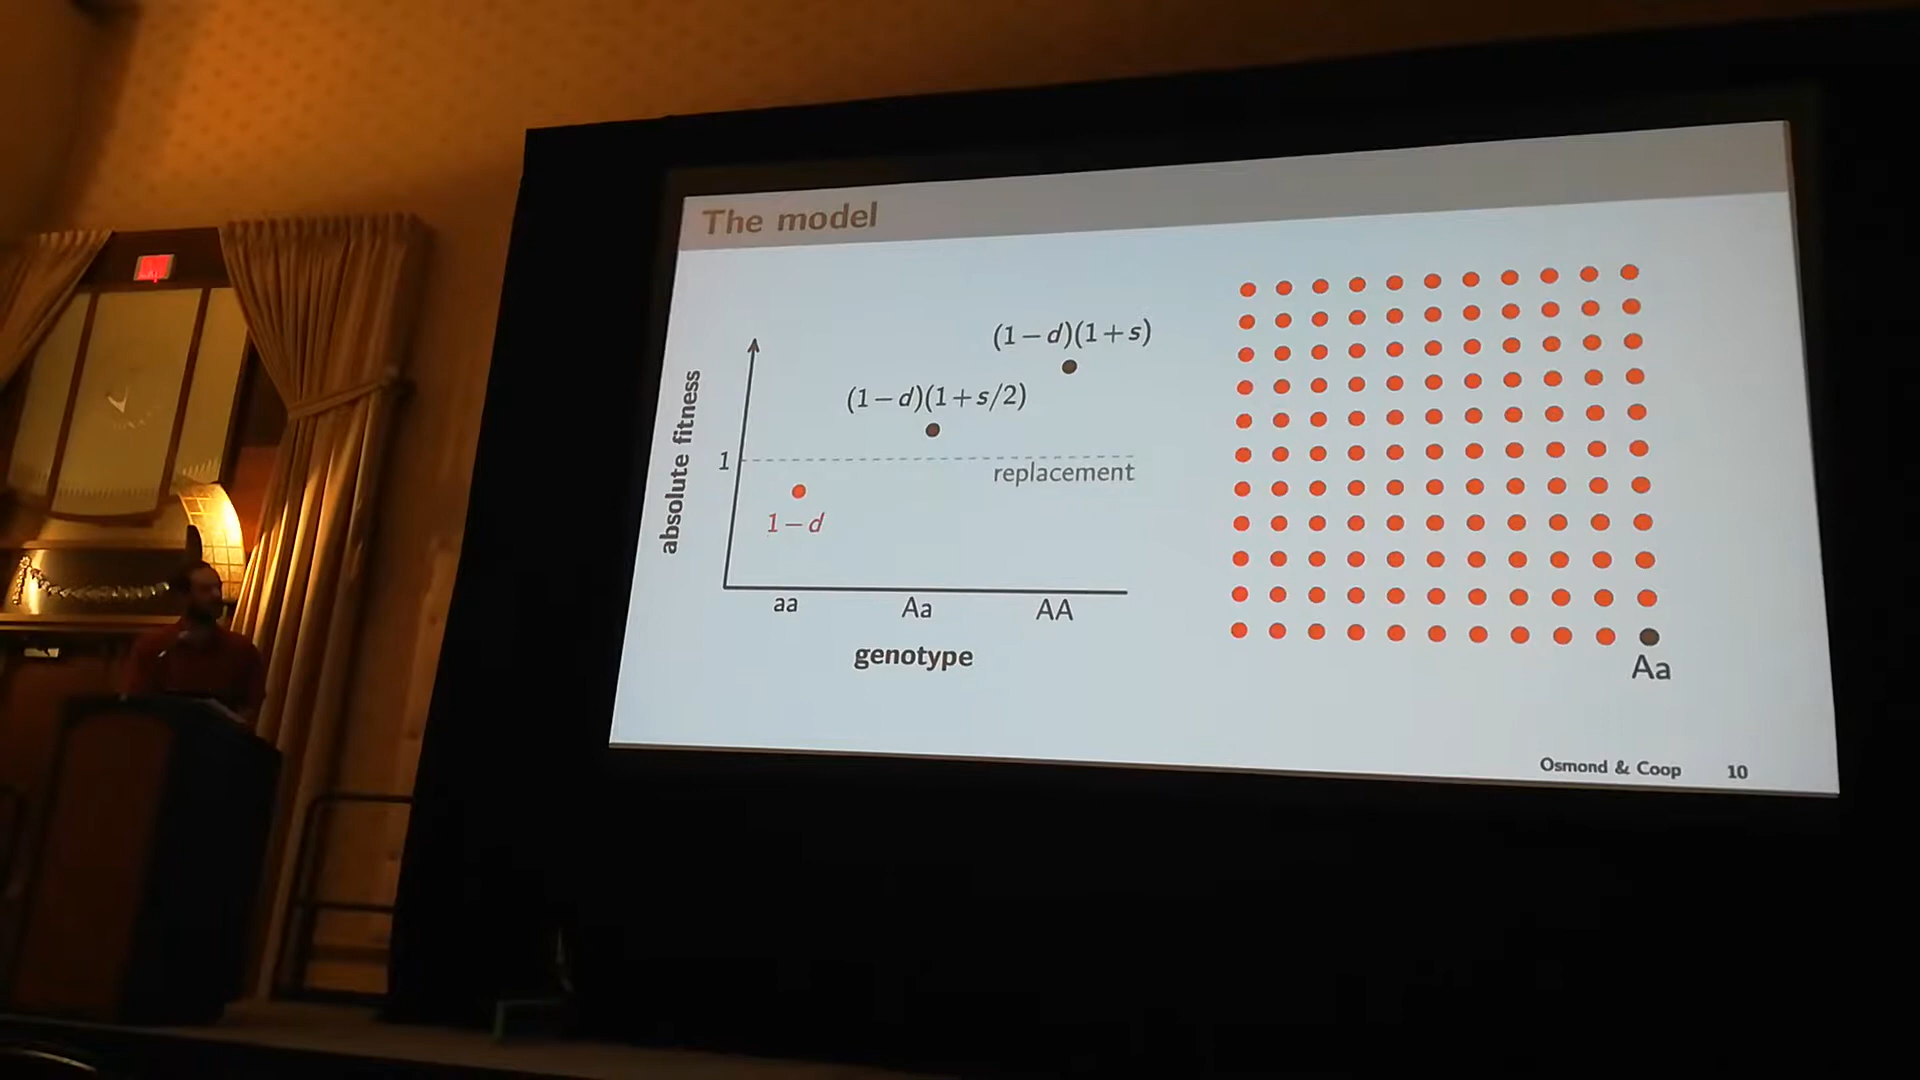 The model
(1 − d)(1 + s)
(1 − d)(1 + s/2)
absolute fitness
1
replacement
1 − d
aa
Aa
AA
genotype
Aa
Osmond & Coop
10